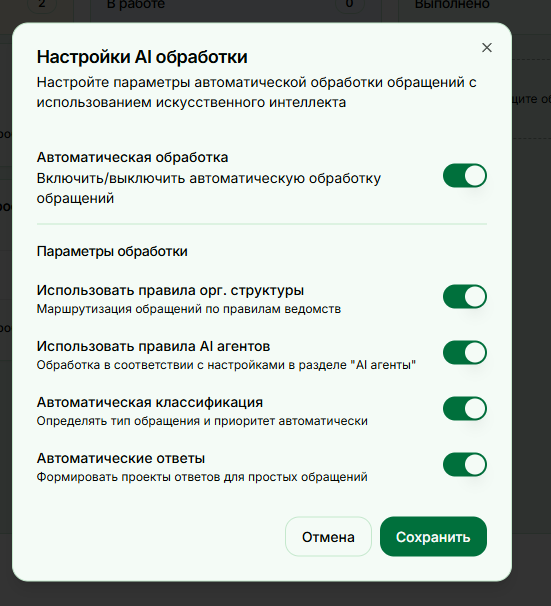 2
В работе
0
Выполнено
Настройки AI обработки
Настройте параметры автоматической обработки обращений с
использованием искусственного интеллекта
Автоматическая обработка
Включить/выключить автоматическую обработку
обращений
Параметры обработки
Использовать правила орг. структуры
Маршрутизация обращений по правилам ведомств
Использовать правила AI агентов
Обработка в соответствии с настройками в разделе "AI агенты"
Автоматическая классификация
Определять тип обращения и приоритет автоматически
Автоматические ответы
Формировать проекты ответов для простых обращений
Отмена
Сохранить